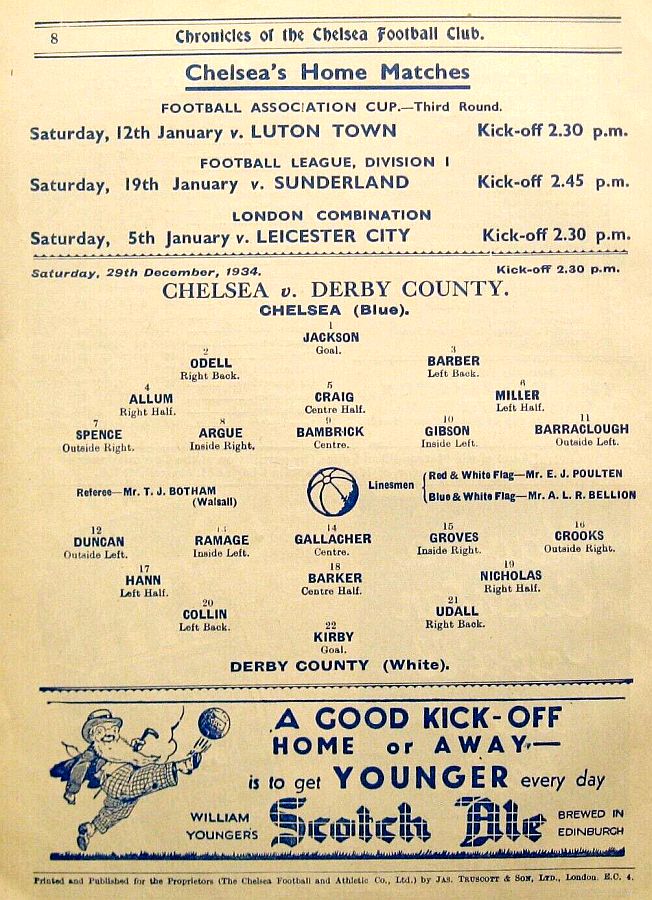 8
Chronicles of the Chelsea Football Club.
Chelsea's Home Matches
FOOTBALL ASSOCIATION CUP.—Third Round.
Saturday, 12th January v. LUTON TOWN Kick-off 2.30 p.m.
FOOTBALL LEAGUE, DIVISION I
Saturday, 19th January v. SUNDERLAND Kick-off 2.45 p.m.
LONDON COMBINATION
Saturday, 5th January v. LEICESTER CITY Kick-off 2.30 p.m.
Saturday, 29th December, 1934. Kick-off 2.30 p.m.
CHELSEA v. DERBY COUNTY.
CHELSEA (Blue).
1
JACKSON
Goal.
2 3
ODELL BARBER
Right Back. Left Back.
4 5 6
ALLUM CRAIG MILLER
Right Half. Centre Half. Left Half.
7 8 9 10 11
SPENCE ARGUE BAMBRICK GIBSON BARRACLOUGH
Outside Right. Inside Right. Centre. Inside Left. Outside Left.
Referee—Mr. T. J. BOTHAM
(Walsall)
Linesmen
Red & White Flag—Mr. E. J. POULTEN
Blue & White Flag—Mr. A. L. R. BELLION
12 13 14 15 16
DUNCAN RAMAGE GALLACHER GROVES CROOKS
Outside Left. Inside Left. Centre. Inside Right. Outside Right.
17 18 19
HANN BARKER NICHOLAS
Left Half. Centre Half. Right Half.
20 21
COLLIN UDALL
Left Back. Right Back.
22
KIRBY
Goal.
DERBY COUNTY (White).
A GOOD KICK-OFF
HOME or AWAY,—
is to get YOUNGER every day
WILLIAM YOUNGER'S Scotch Ale BREWED IN EDINBURGH
Printed and Published for the Proprietors (The Chelsea Football and Athletic Co., Ltd.) by JAS. TRUSCOTT & SON, LTD., London. E.C. 4.